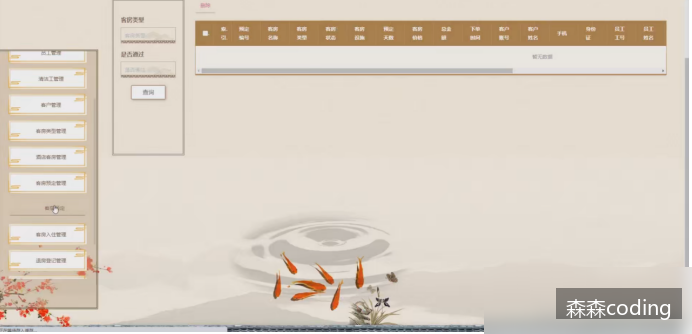 客房类型
是否通过
查询
删除
预定
编号
客房
名称
客房
类型
客房
状态
客房
设施
预定
天数
客房
价格
总金
额
下单
时间
客户
账号
客户
姓名
手机
身份
证
员工
工号
员工
姓名
暂无数据
员工管理
清洁工管理
客户管理
客房类型管理
酒店客房管理
客房预定管理
客房入住管理
退房登记管理
森森coding